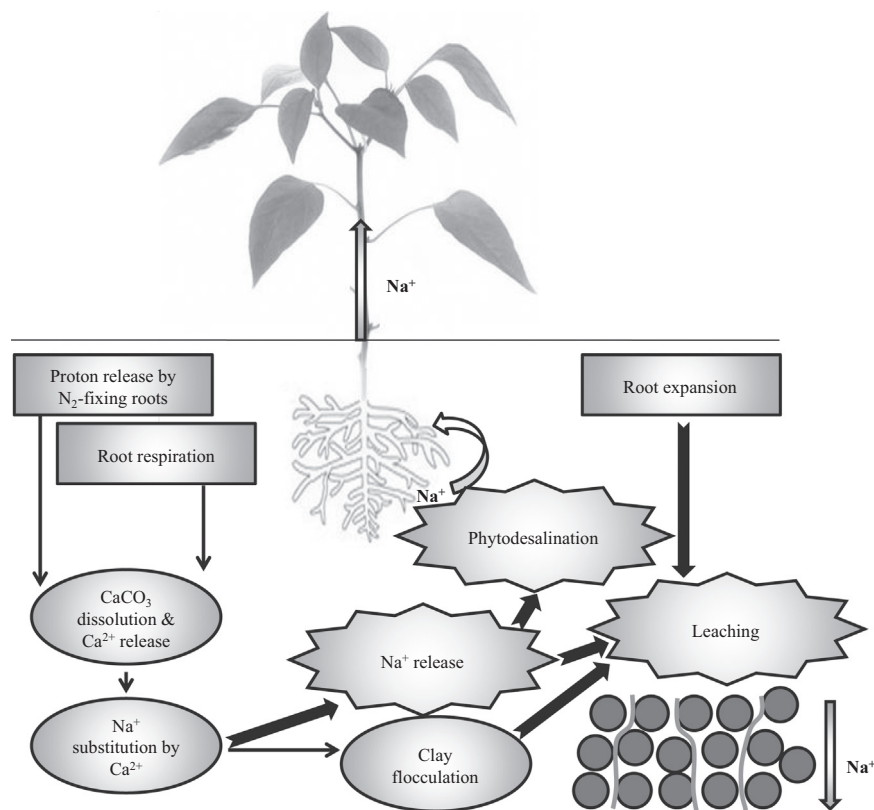 Na⁺
Proton release by
N₂-fixing roots
Root expansion
Root respiration
Na⁺
Phytodesalination
CaCO₃
dissolution &
Ca²⁺ release
Leaching
Na⁺ release
Na⁺
substitution by
Ca²⁺
Clay
flocculation
Na⁺